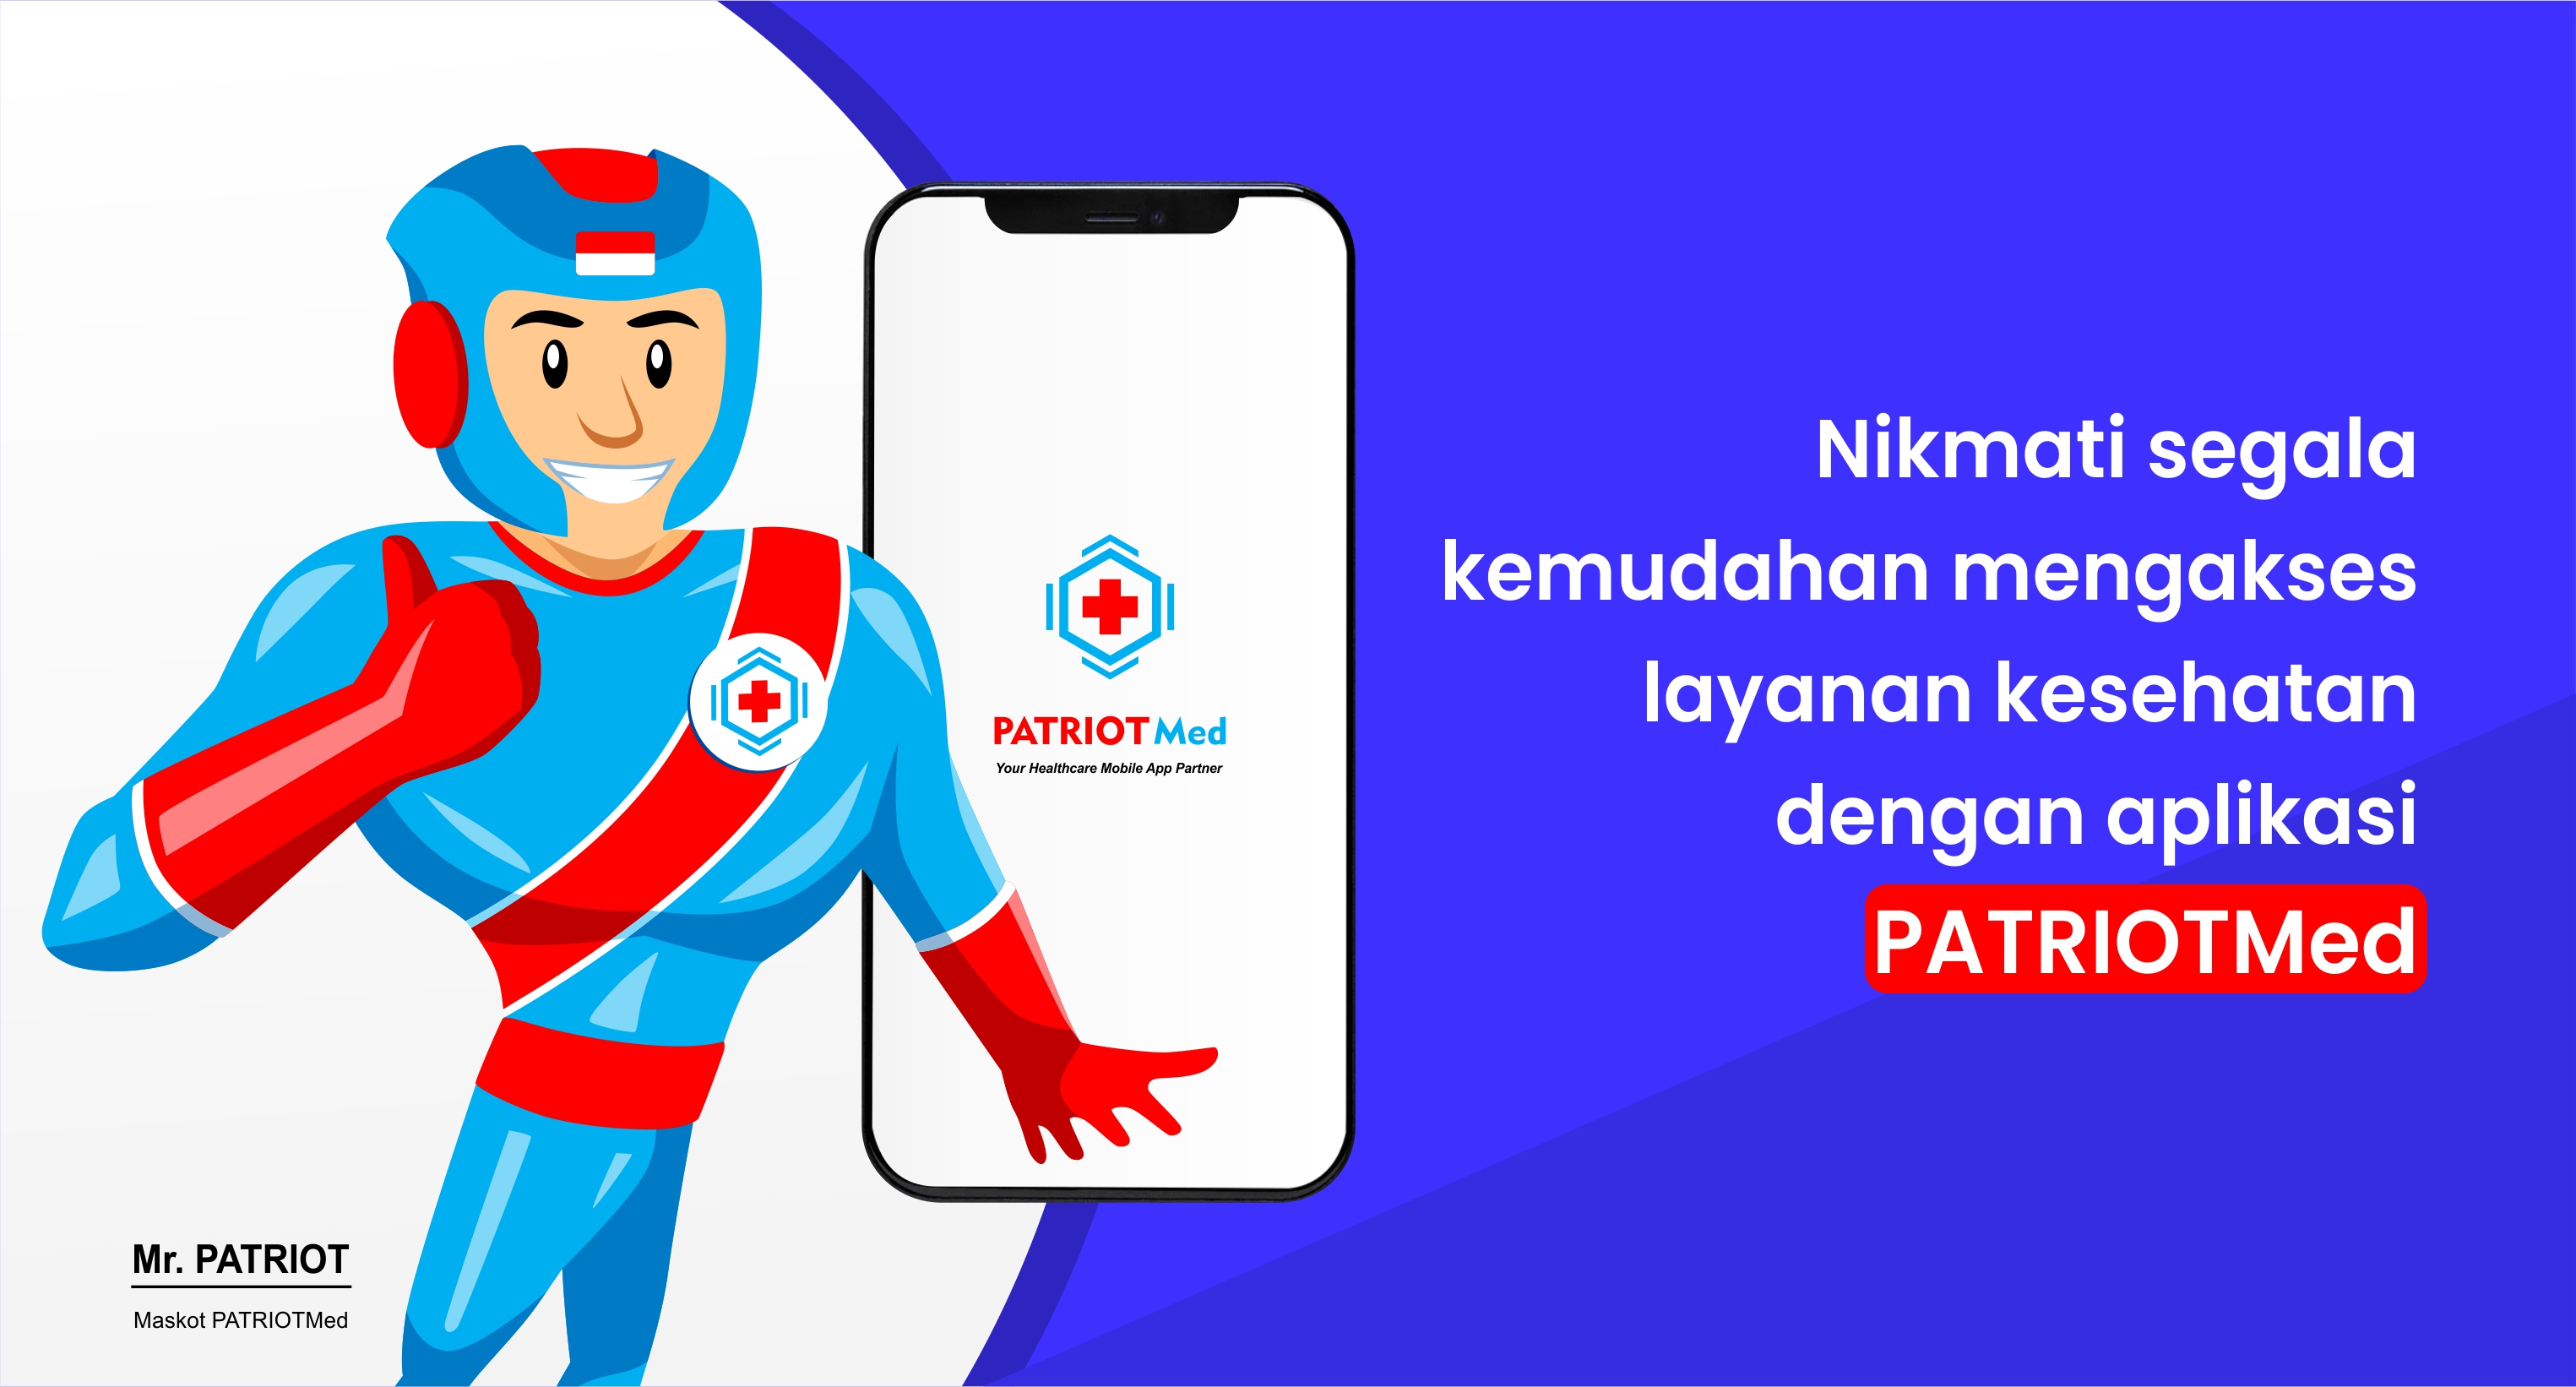 Nikmati segala
kemudahan mengakses
layanan kesehatan
dengan aplikasi
PATRIOTMed
PATRIOT Med
Your Healthcare Mobile App Partner
Mr. PATRIOT
Maskot PATRIOTMed